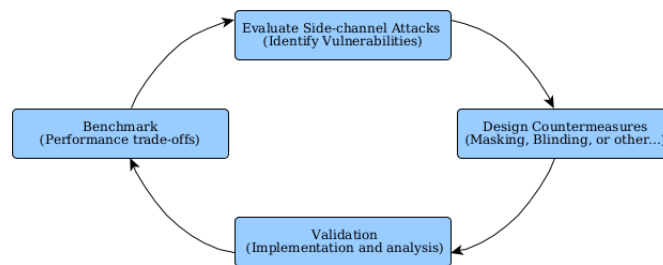 Evaluate Side-channel Attacks
(Identify Vulnerabilities)
Benchmark
(Performance trade-offs)
Design Countermeasures
(Masking, Blinding, or other...)
Validation
(Implementation and analysis)